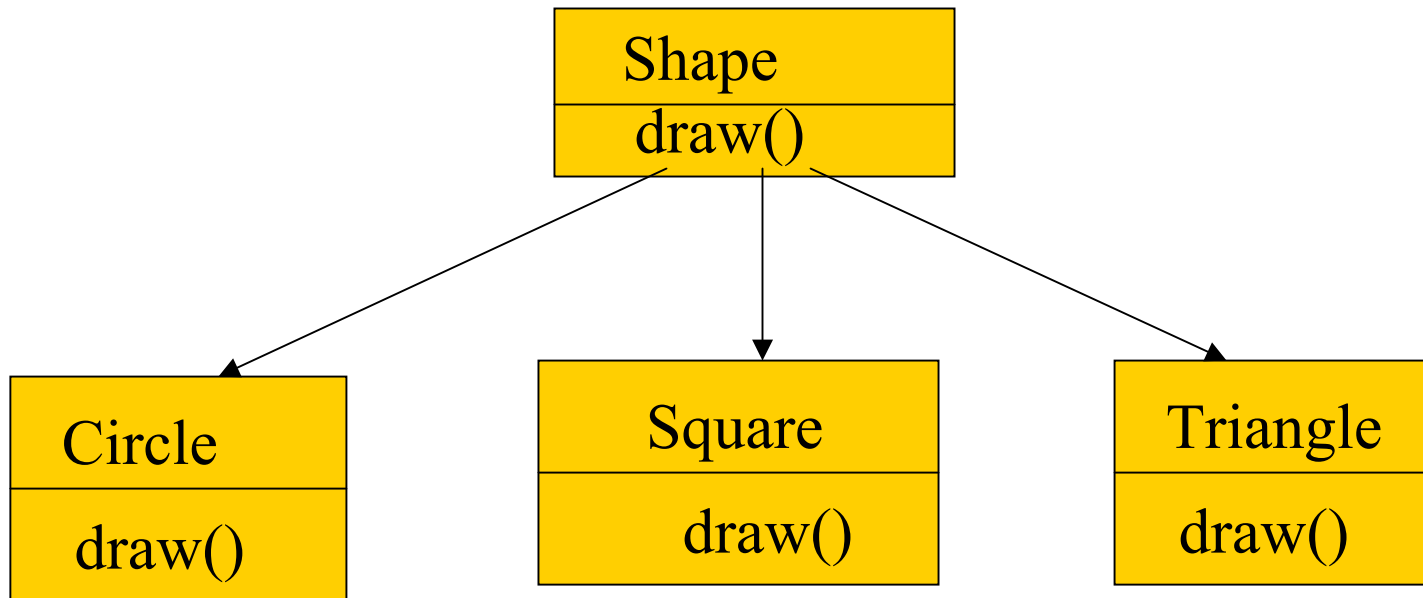 Shape
draw()
Circle
draw()
Square
draw()
Triangle
draw()